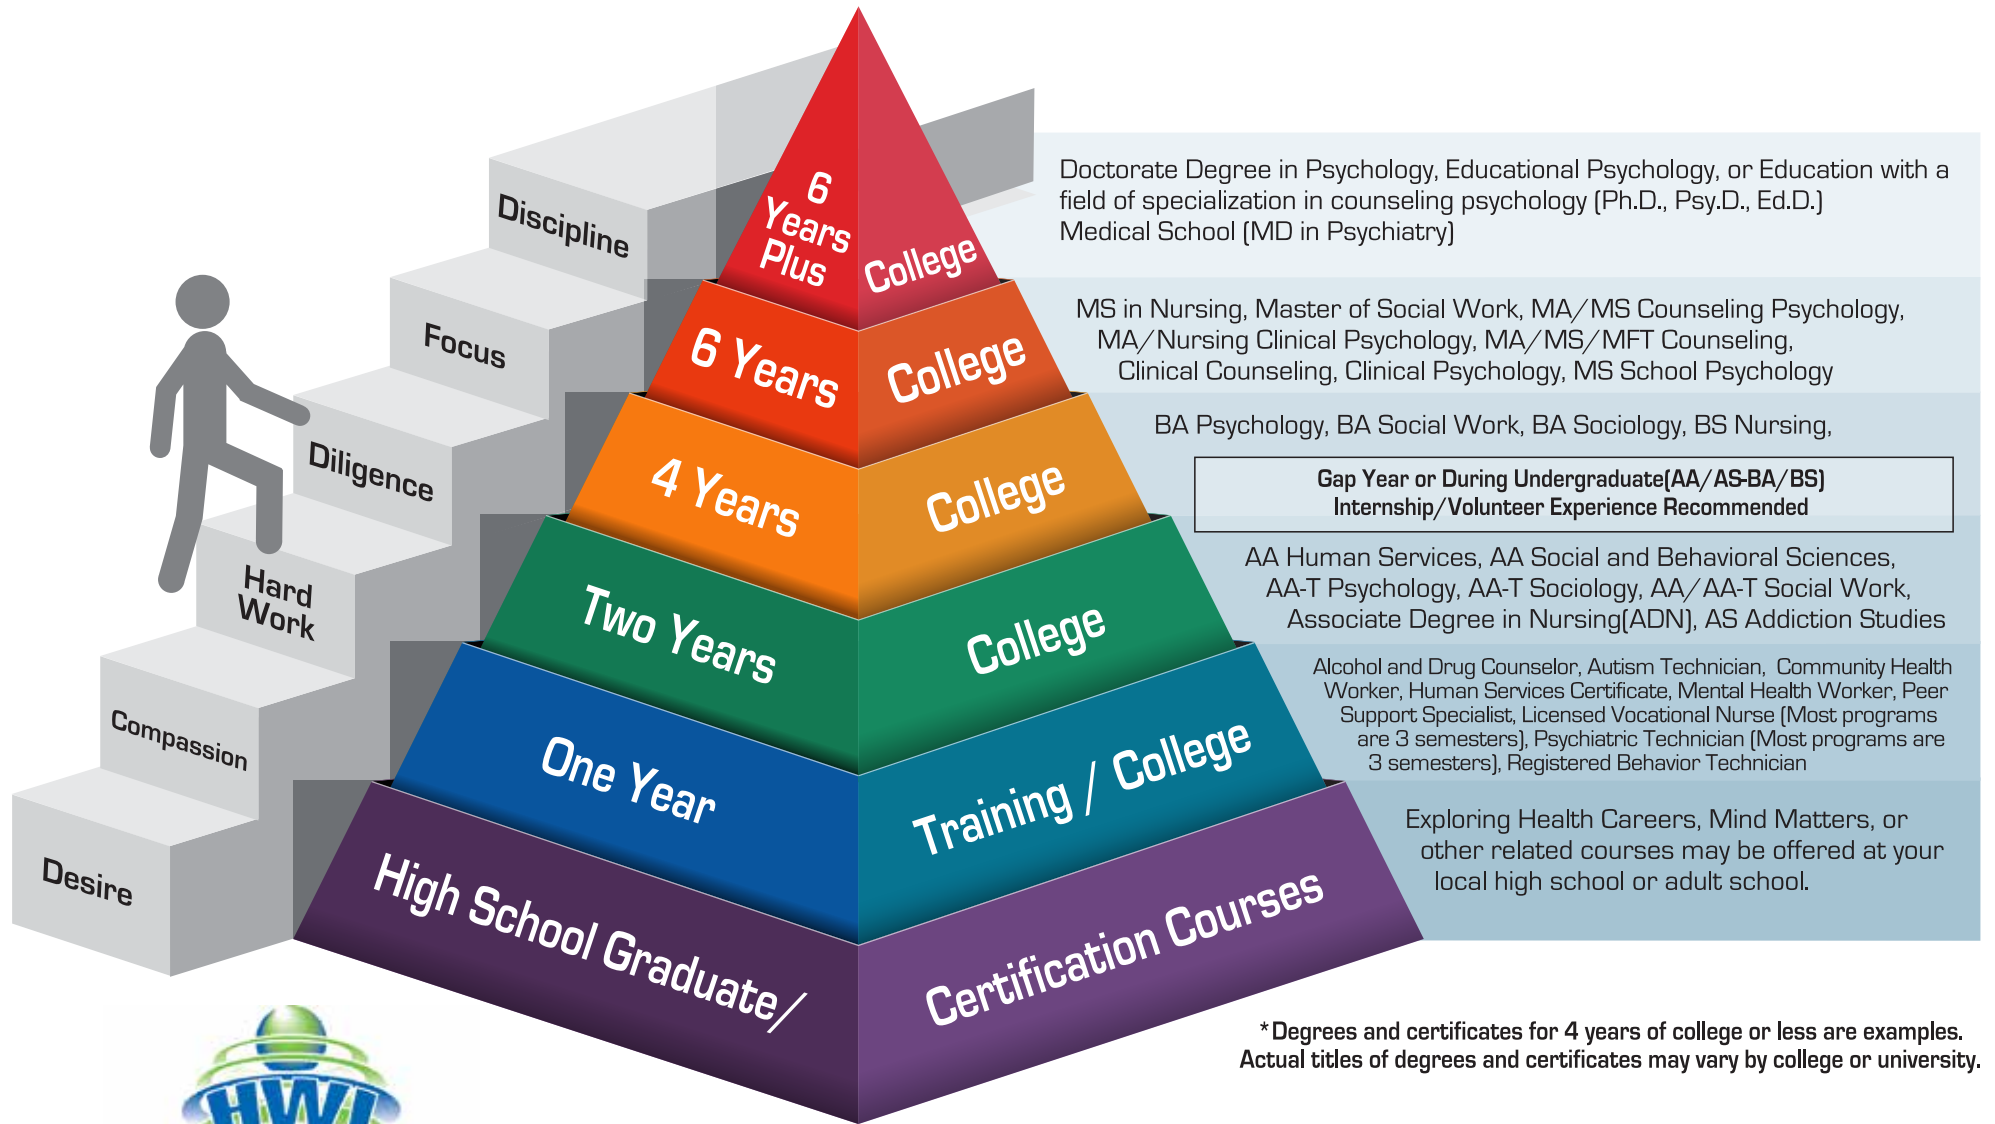 Discipline
Focus
Diligence
Hard
Work
Compassion
Desire
6
Years
Plus
College
Doctorate Degree in Psychology, Educational Psychology, or Education with a
field of specialization in counseling psychology (Ph.D., Psy.D., Ed.D.)
Medical School (MD in Psychiatry)
6 Years
College
MS in Nursing, Master of Social Work, MA/MS Counseling Psychology,
MA/Nursing Clinical Psychology, MA/MS/MFT Counseling,
Clinical Counseling, Clinical Psychology, MS School Psychology
4 Years
College
BA Psychology, BA Social Work, BA Sociology, BS Nursing,
Gap Year or During Undergraduate(AA/AS-BA/BS)
Internship/Volunteer Experience Recommended
Two Years
College
AA Human Services, AA Social and Behavioral Sciences,
AA-T Psychology, AA-T Sociology, AA/AA-T Social Work,
Associate Degree in Nursing(ADN), AS Addiction Studies
One Year
Training / College
Alcohol and Drug Counselor, Autism Technician, Community Health
Worker, Human Services Certificate, Mental Health Worker, Peer
Support Specialist, Licensed Vocational Nurse (Most programs
are 3 semesters), Psychiatric Technician (Most programs are
3 semesters), Registered Behavior Technician
High School Graduate/
Certification Courses
Exploring Health Careers, Mind Matters, or
other related courses may be offered at your
local high school or adult school.
*Degrees and certificates for 4 years of college or less are examples.
Actual titles of degrees and certificates may vary by college or university.
HWI